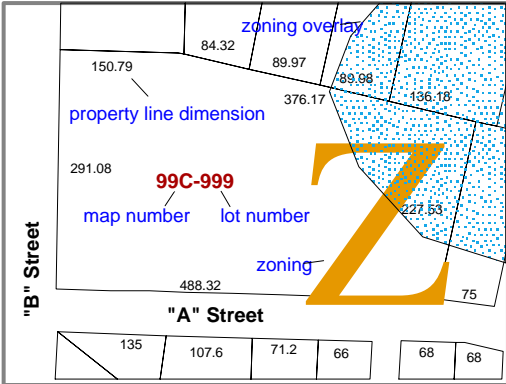 zoning overlay
84.32
89.97
89.98
150.79
376.17
136.18
property line dimension
291.08
99C-999
map number
lot number
227.53
zoning
Z
488.32
75
"B" Street
"A" Street
135
107.6
71.2
66
68
68